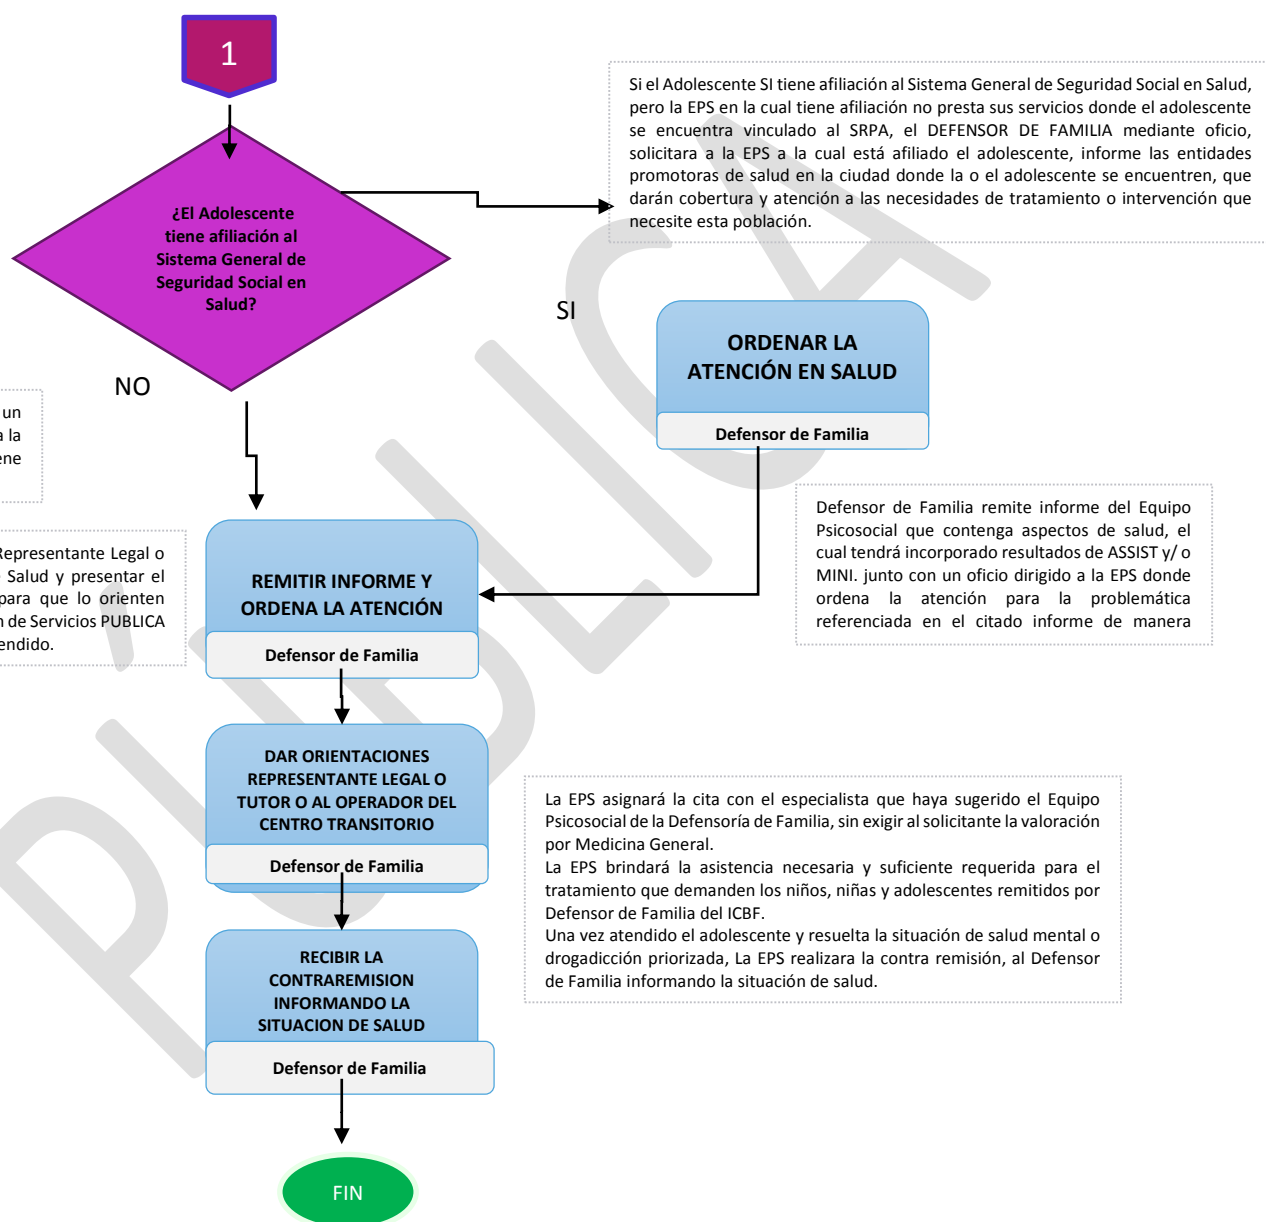 1
Si el Adolescente SI tiene afiliación al Sistema General de Seguridad Social en Salud,
pero la EPS en la cual tiene afiliación no presta sus servicios donde el adolescente
se encuentra vinculado al SRPA, el DEFENSOR DE FAMILIA mediante oficio,
solicitara a la EPS a la cual está afiliado el adolescente, informe las entidades
promotoras de salud en la ciudad donde la o el adolescente se encuentren, que
darán cobertura y atención a las necesidades de tratamiento o intervención que
necesite esta población.
¿El Adolescente
tiene afiliación al
Sistema General de
Seguridad Social en
Salud?
SI
NO
ORDENAR LA
ATENCIÓN EN SALUD
Defensor de Familia
un
a la
ene
Defensor de Familia remite informe del Equipo
Psicosocial que contenga aspectos de salud, el
cual tendrá incorporado resultados de ASSIST y/ o
MINI. junto con un oficio dirigido a la EPS donde
ordena la atención para la problemática
referenciada en el citado informe de manera
Representante Legal o
Salud y presentar el
para que lo orienten
n de Servicios PUBLICA
endido.
REMITIR INFORME Y
ORDENA LA ATENCIÓN
Defensor de Familia
DAR ORIENTACIONES
REPRESENTANTE LEGAL O
TUTOR O AL OPERADOR DEL
CENTRO TRANSITORIO
Defensor de Familia
La EPS asignará la cita con el especialista que haya sugerido el Equipo
Psicosocial de la Defensoría de Familia, sin exigir al solicitante la valoración
por Medicina General.
La EPS brindará la asistencia necesaria y suficiente requerida para el
tratamiento que demanden los niños, niñas y adolescentes remitidos por
Defensor de Familia del ICBF.
Una vez atendido el adolescente y resuelta la situación de salud mental o
drogadicción priorizada, La EPS realizara la contra remisión, al Defensor
de Familia informando la situación de salud.
RECIBIR LA
CONTRAREMISION
INFORMANDO LA
SITUACION DE SALUD
Defensor de Familia
FIN
PÚBLICA